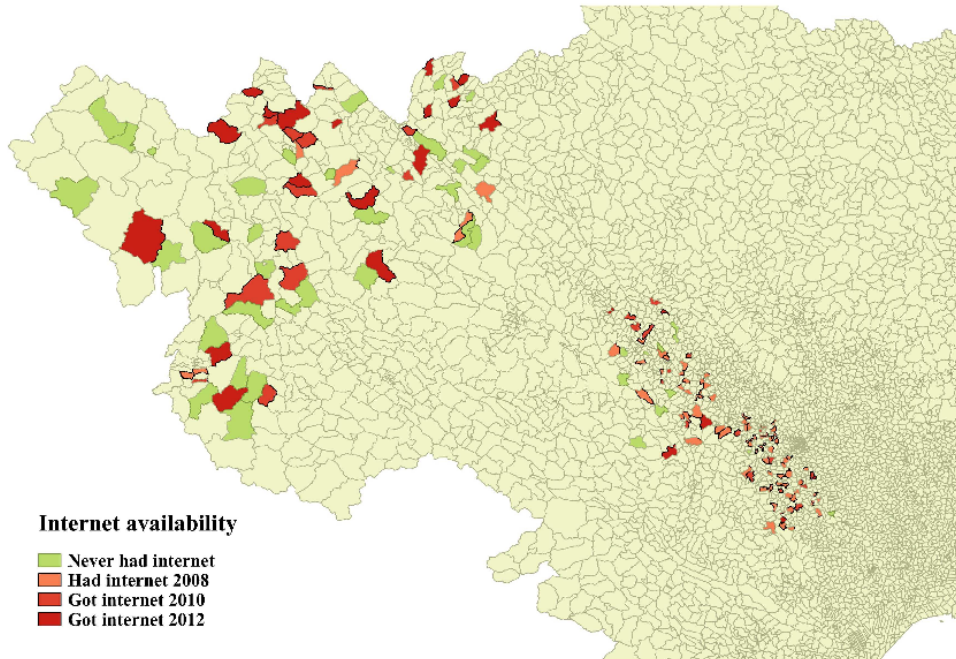 Internet availability
Never had internet
Had internet 2008
Got internet 2010
Got internet 2012